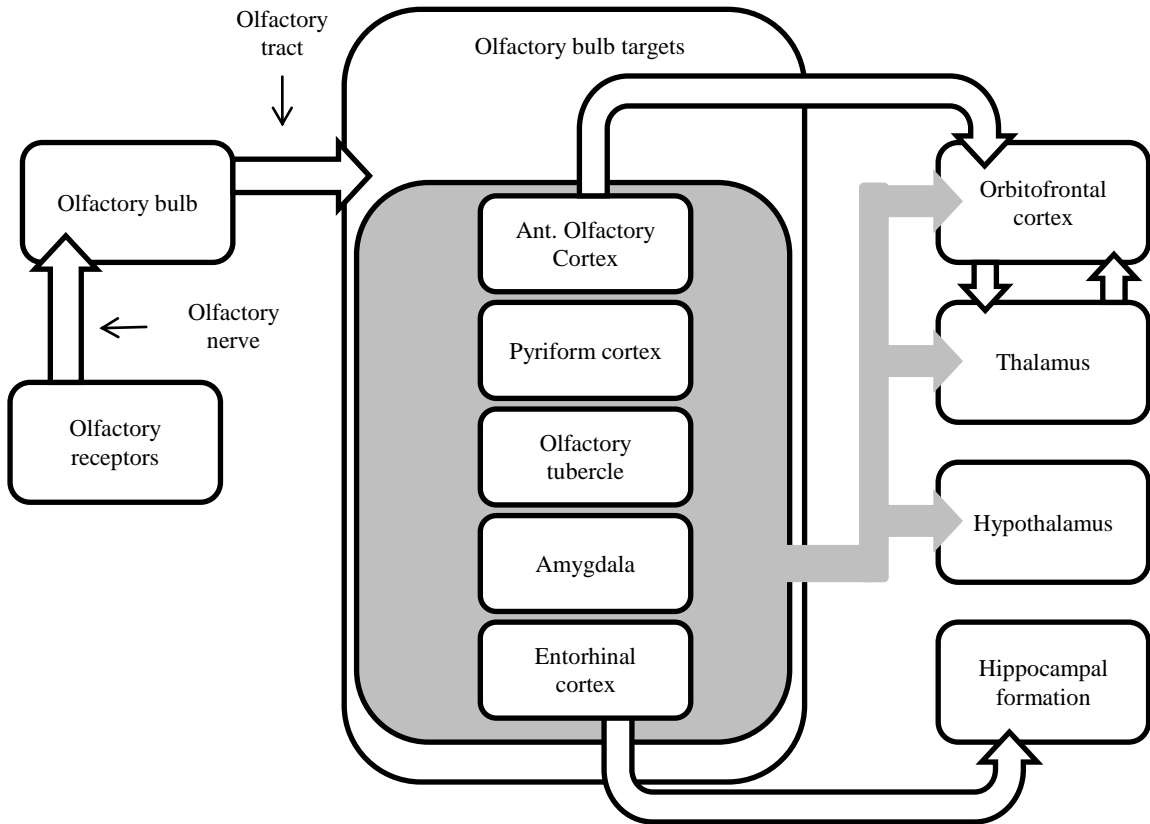 Olfactory
tract
Olfactory bulb targets
Olfactory bulb
Olfactory
nerve
Olfactory
receptors
Ant. Olfactory
Cortex
Pyriform cortex
Olfactory
tubercle
Amygdala
Entorhinal
cortex
Orbitofrontal
cortex
Thalamus
Hypothalamus
Hippocampal
formation